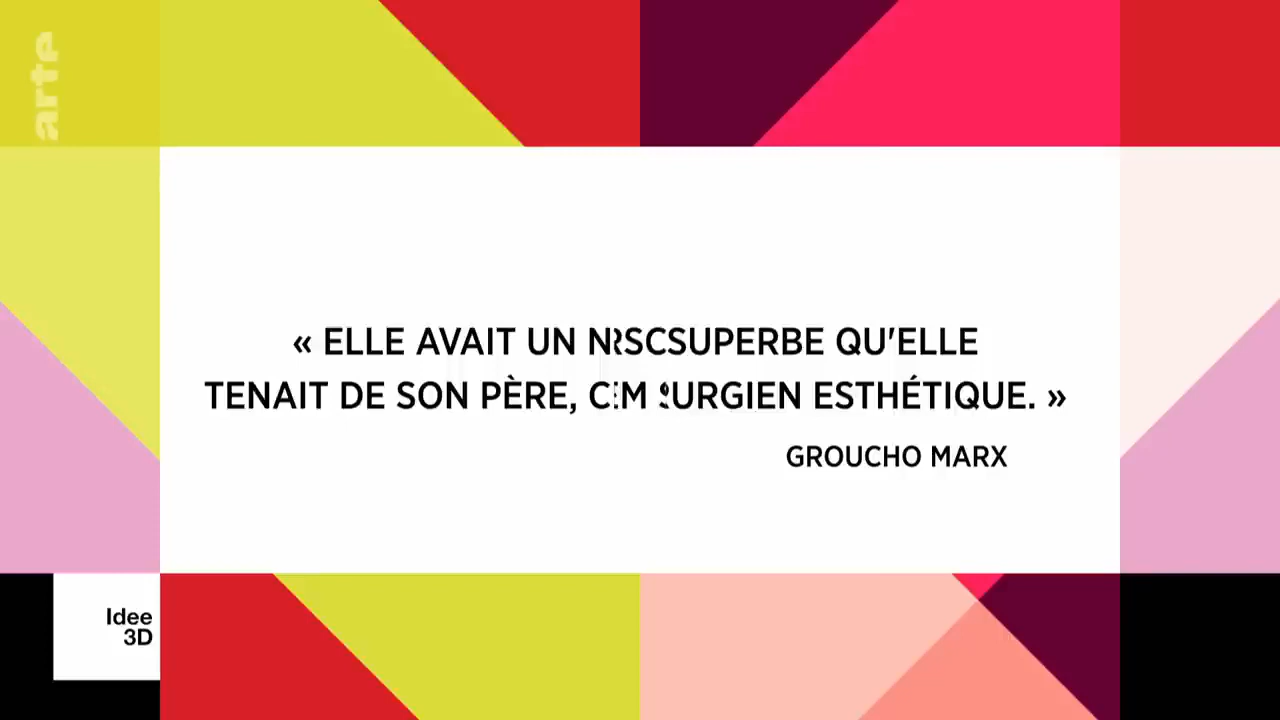 arte
« ELLE AVAIT UN SUPERBE QU'ELLE
TENAIT DE SON PÈRE, ESTHÉTIQUE. »
GROUCHO MARX
Idee
3D